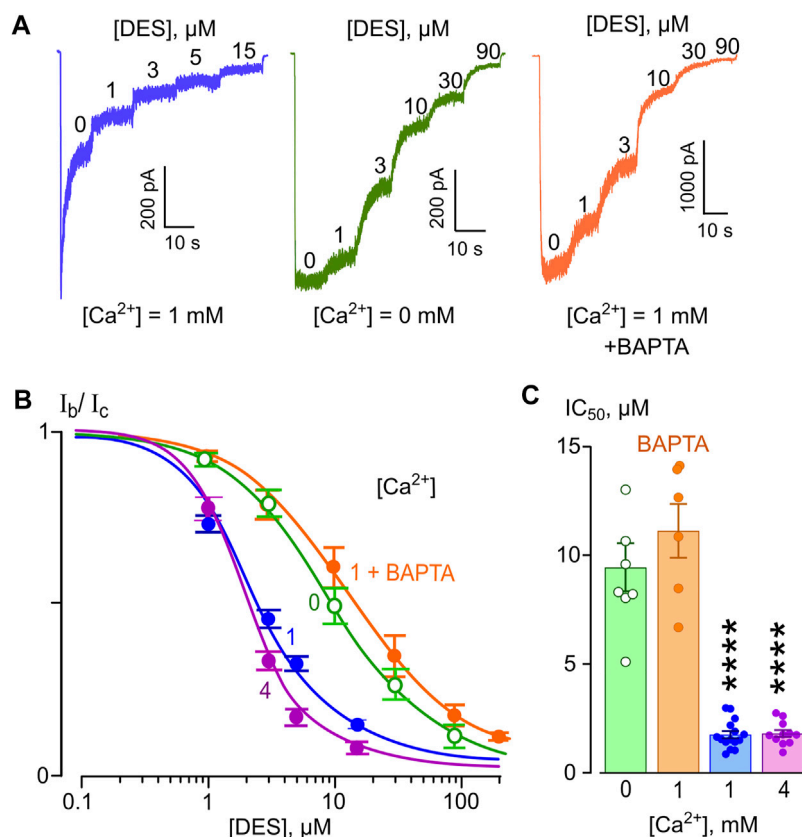 A
[DES], µM
[DES], µM
[DES], µM
0
1
3
5
15
200 pA
10 s
[Ca²⁺] = 1 mM
0
1
3
10
30
90
200 pA
10 s
[Ca²⁺] = 0 mM
0
1
3
10
30
90
1000 pA
10 s
[Ca²⁺] = 1 mM
+BAPTA
B
I_b/ I_c
1
0
[Ca²⁺]
1 + BAPTA
0
1
4
0.1
1
10
100
[DES], µM
C
IC₅₀, µM
15
10
5
0
BAPTA
****
****
0
1
1
4
[Ca²⁺], mM